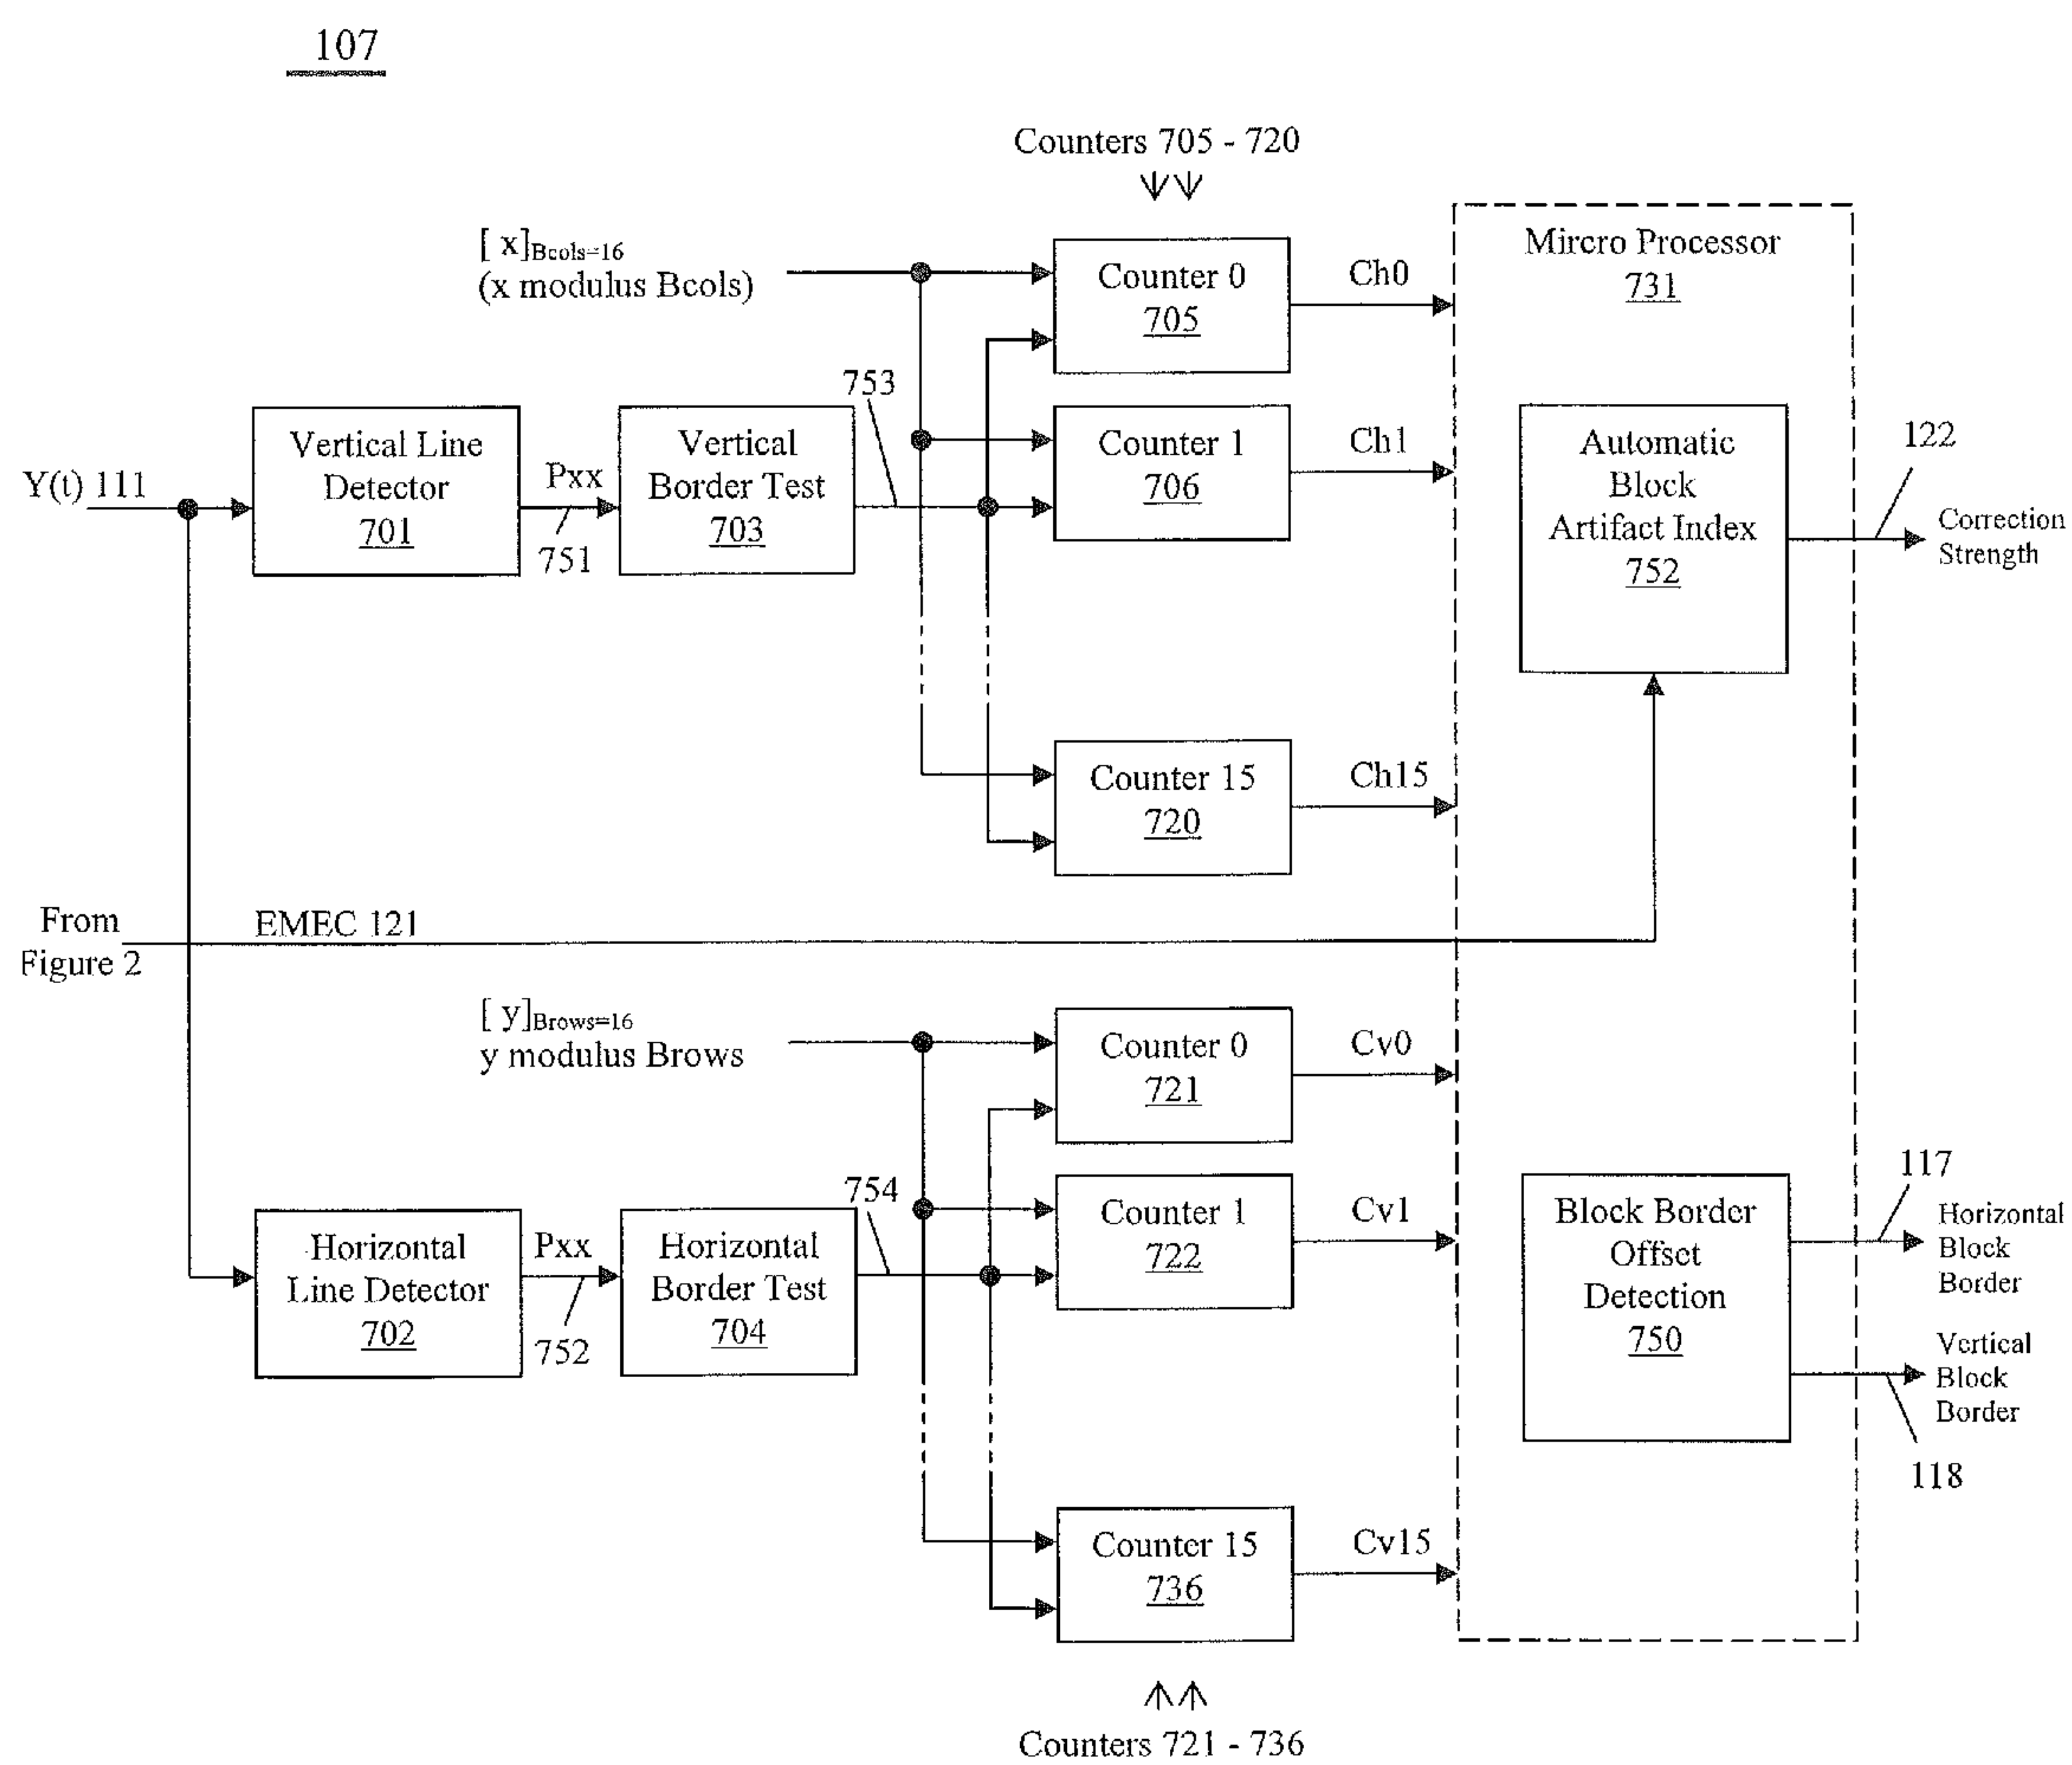 107
Counters 705 - 720
[ x]Bcols=16
(x modulus Bcols)
Counter 0
705
Ch0
Mircro Processor
731
753
Counter 1
706
Ch1
Y(t) 111
Vertical Line
Detector
701
Pxx
751
Vertical
Border Test
703
Automatic
Block
Artifact Index
752
122
Correction
Strength
Counter 15
720
Ch15
From
Figure 2
EMEC 121
[ y]Brows=16
y modulus Brows
Counter 0
721
Cv0
754
Counter 1
722
Cv1
Horizontal
Line Detector
702
Pxx
752
Horizontal
Border Test
704
Block Border
Offset
Detection
750
117
Horizontal
Block
Border
Vertical
Block
Border
118
Counter 15
736
Cv15
Counters 721 - 736